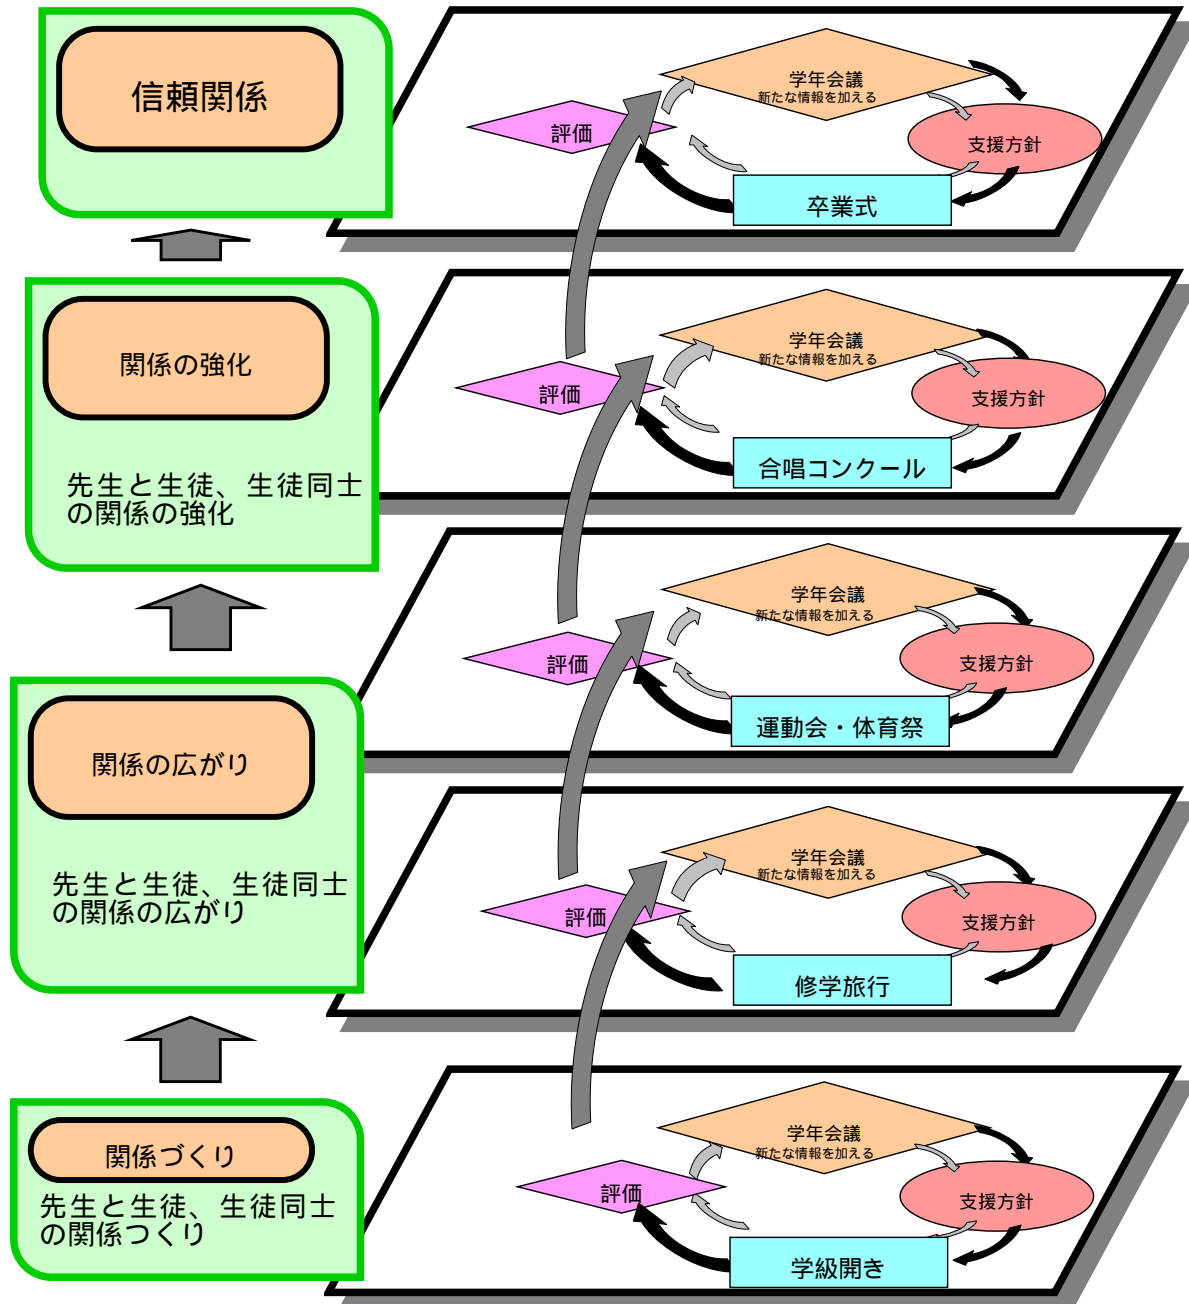 信頼関係
学年会議
新たな情報を加える
評価
支援方針
卒業式
関係の強化
先生と生徒、生徒同士
の関係の強化
学年会議
新たな情報を加える
評価
支援方針
合唱コンクール
関係の広がり
先生と生徒、生徒同士
の関係の広がり
学年会議
新たな情報を加える
評価
支援方針
運動会・体育祭
学年会議
新たな情報を加える
評価
支援方針
修学旅行
関係づくり
先生と生徒、生徒同士
の関係つくり
学年会議
新たな情報を加える
評価
支援方針
学級開き